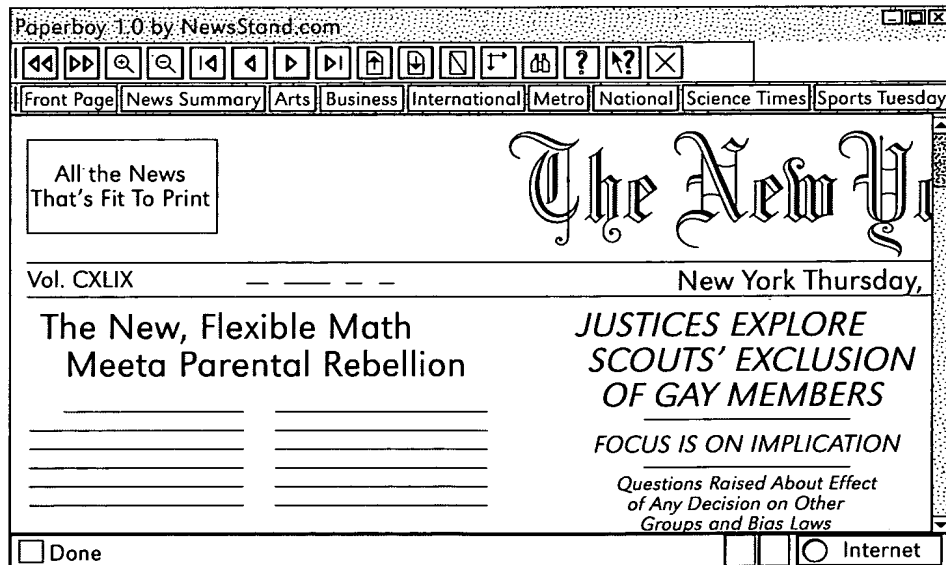 Paperboy 1.0 by NewsStand.com
? ?
Front Page News Summary Arts Business International Metro National Science Times Sports Tuesday
All the News
That's Fit To Print
The New Yo
Vol. CXLIX
New York Thursday,
The New, Flexible Math
Meeta Parental Rebellion
JUSTICES EXPLORE
SCOUTS' EXCLUSION
OF GAY MEMBERS
FOCUS IS ON IMPLICATION
Questions Raised About Effect
of Any Decision on Other
Groups and Bias Laws
Done
Internet